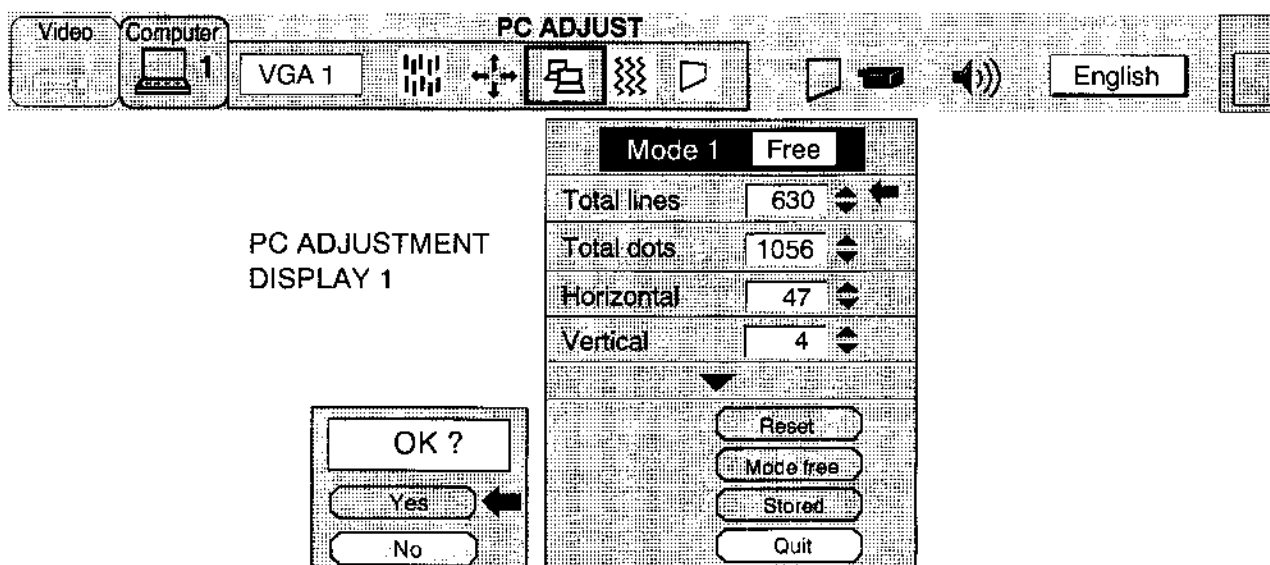 PC ADJUST
Video Computer
1 VGA 1 English
Mode 1 Free
Total lines 630
PC ADJUSTMENT
DISPLAY 1
Total dots 1056
Horizontal 47
Vertical 4
OK ?
Yes
No
Reset
Mode free
Stored
Quit